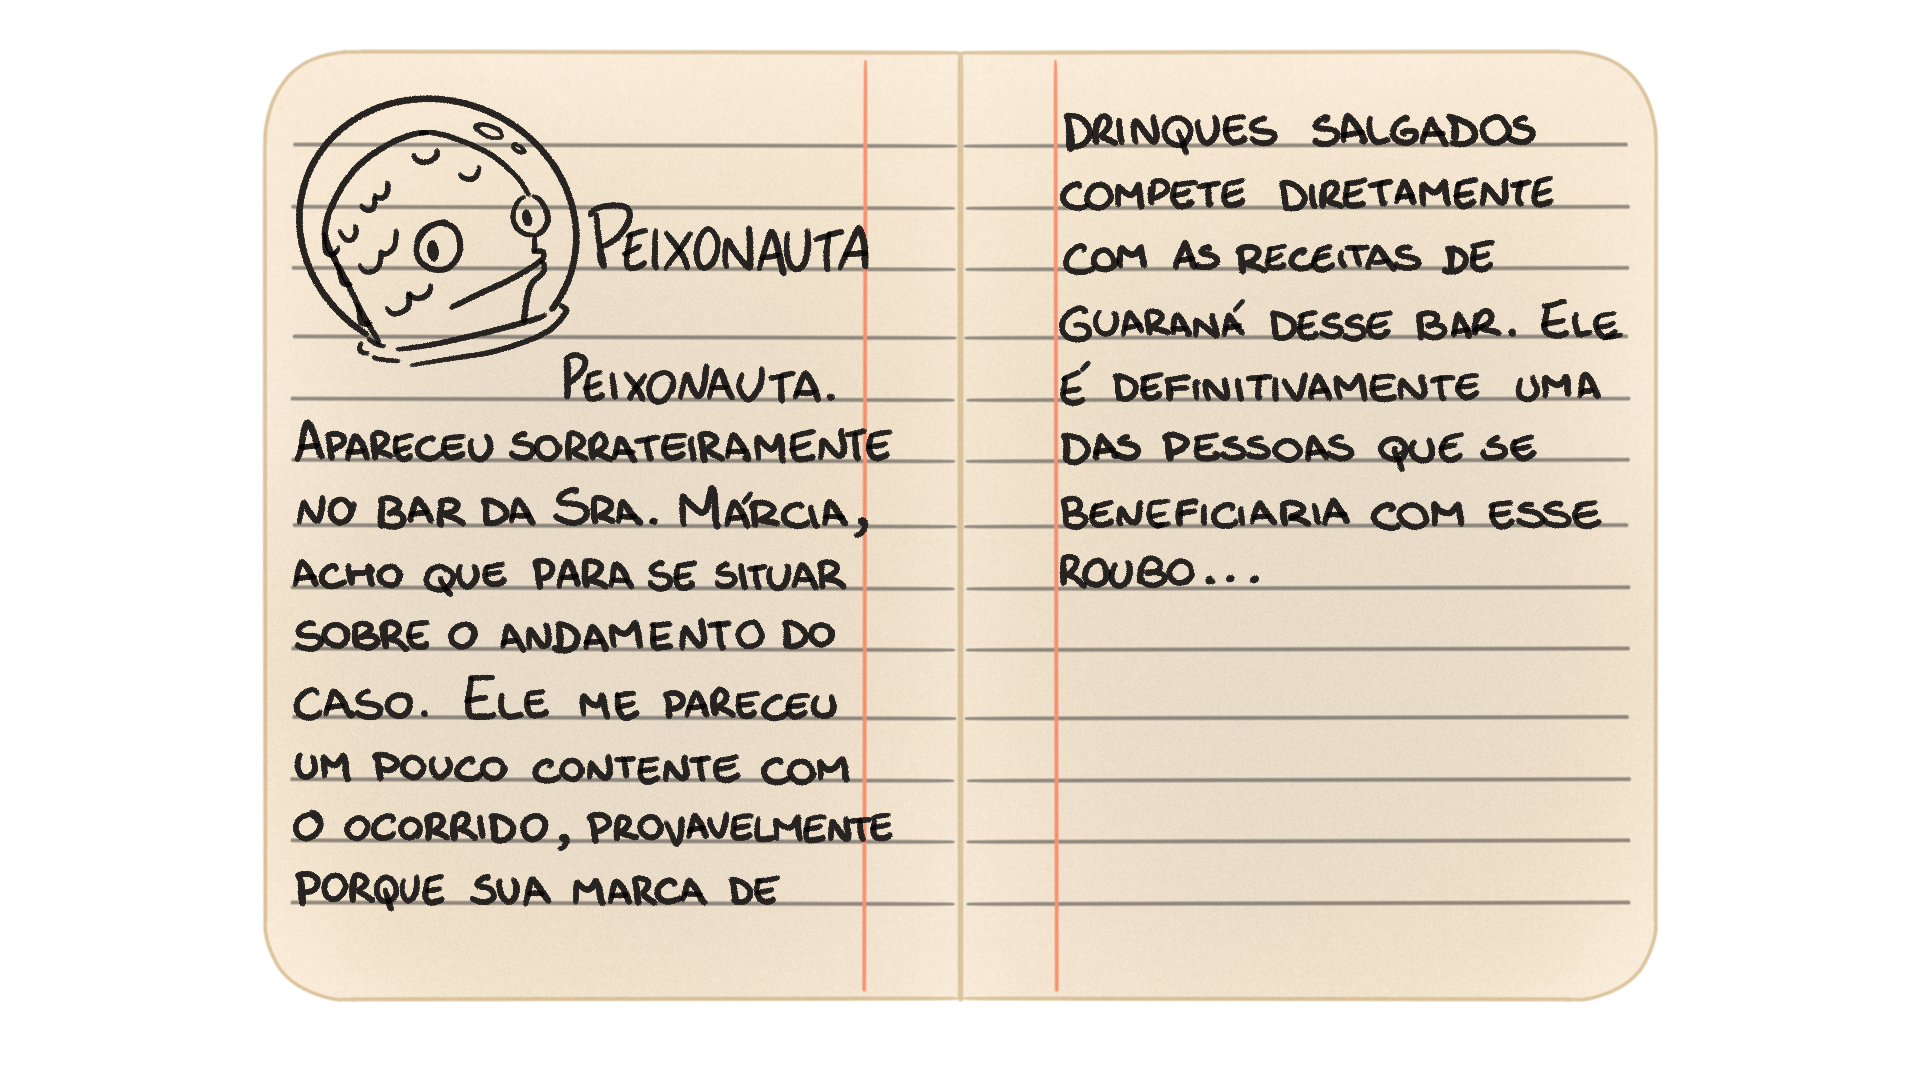 PEIXONAUTA
PEIXONAUTA.
APARECEU SORRATEIRAMENTE
NO BAR DA SRA. MÁRCIA,
ACHO QUE PARA SE SITUAR
SOBRE O ANDAMENTO DO
CASO. ELE ME PARECEU
UM POUCO CONTENTE COM
O OCORRIDO, PROVAVELMENTE
PORQUE SUA MARCA DE
DRINQUES SALGADOS
COMPETE DIRETAMENTE
COM AS RECEITAS DE
GUARANÁ DESSE BAR. ELE
É DEFINITIVAMENTE UMA
DAS PESSOAS QUE SE
BENEFICIARIA COM ESSE
ROUBO...